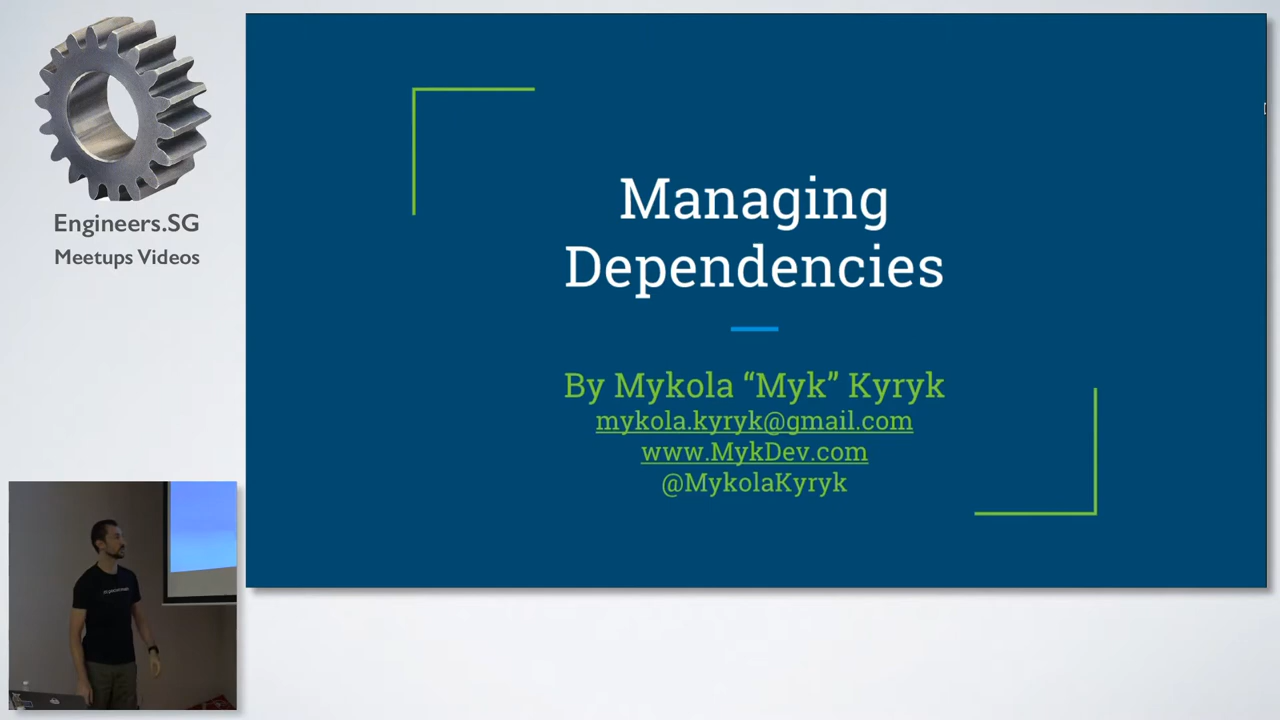 Engineers.SG
Meetups Videos
Managing
Dependencies
By Mykola “Myk” Kyryk
mykola.kyryk@gmail.com
www.MykDev.com
@MykolaKyryk